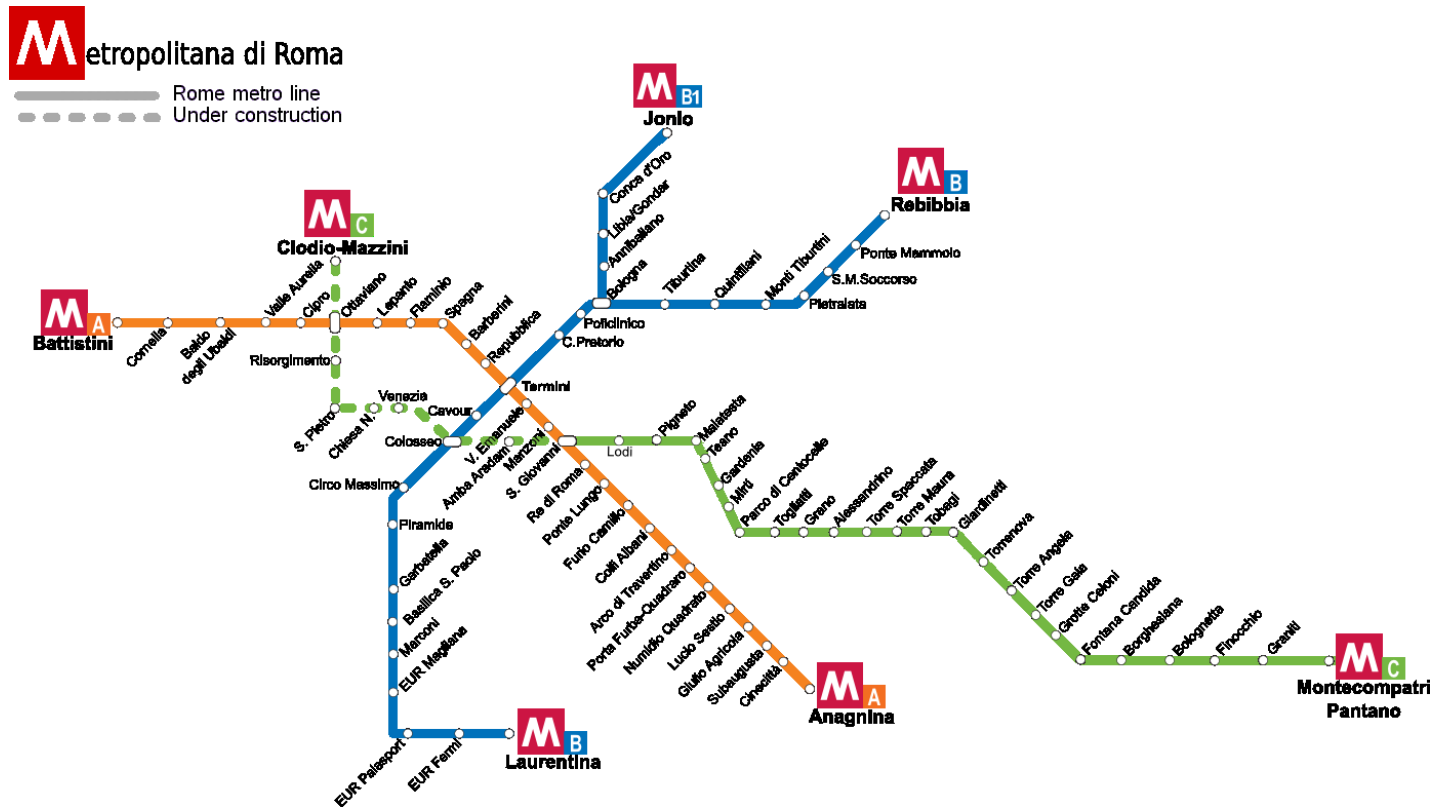 Metropolitana di Roma
Rome metro line
Under construction
M B1
Jonio
M B
Rebibbia
M C
Clodio-Mazzini
M A
Battistini
Cornelia
Baldo
degli Ubaldi
Valle Aurelia
Cipro
Ottaviano
Lepanto
Flaminio
Spagna
Barberini
Repubblica
Termini
V. Emanuele
Manzoni
S. Giovanni
Re di Roma
Ponte Lungo
Furio Camillo
Colli Albani
Arco di Travertino
Porta Furba-Quadraro
Numidio Quadrato
Lucio Sestio
Giulio Agricola
Subaugusta
Cinecittà
M A
Anagnina
Conca d'Oro
Libia/Gondar
Annibaliano
Bologna
Tiburtina
Quintiliani
Monti Tiburtini
Pietralata
S.M.Soccorso
Ponte Mammolo
Policlinico
C.Pretorio
Cavour
Colosseo
Circo Massimo
Piramide
Garbatella
Basilica S. Paolo
Marconi
EUR Magliana
EUR Palasport
EUR Fermi
M B
Laurentina
Risorgimento
S. Pietro
Chiesa N.
Venezia
Amba Aradam
Lodi
Pigneto
Malatesta
Teano
Gardenie
Mirti
Parco di Centocelle
Togliatti
Grano
Alessandrino
Torre Spaccata
Torre Maura
Tobagi
Giardinetti
Torrenova
Torre Angela
Torre Gaia
Grotte Celoni
Fontana Candida
Borghesiana
Bolognetta
Finocchio
Graniti
M C
Montecompatri
Pantano